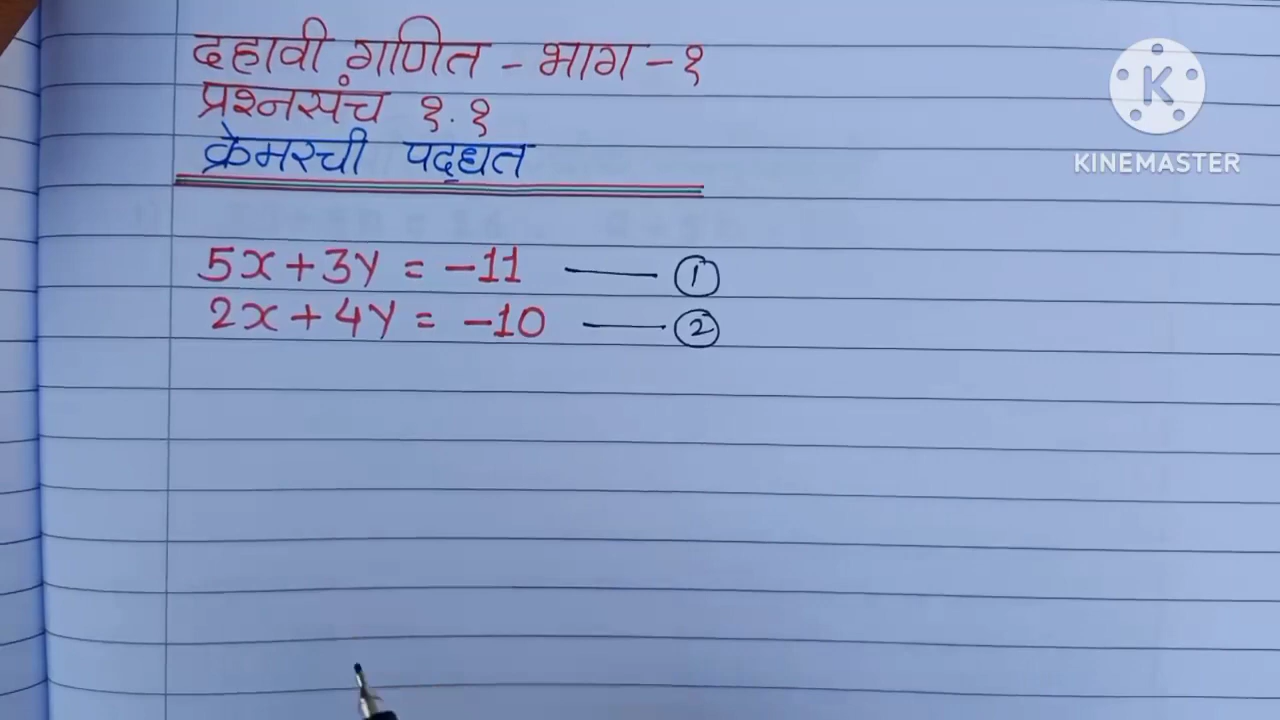 दहावी गणित - भाग - १
प्रश्नसंच १.१
क्रेमरची पद्धत
5x + 3y = -11 —— ①
2x + 4y = -10 —— ②
KINEMASTER